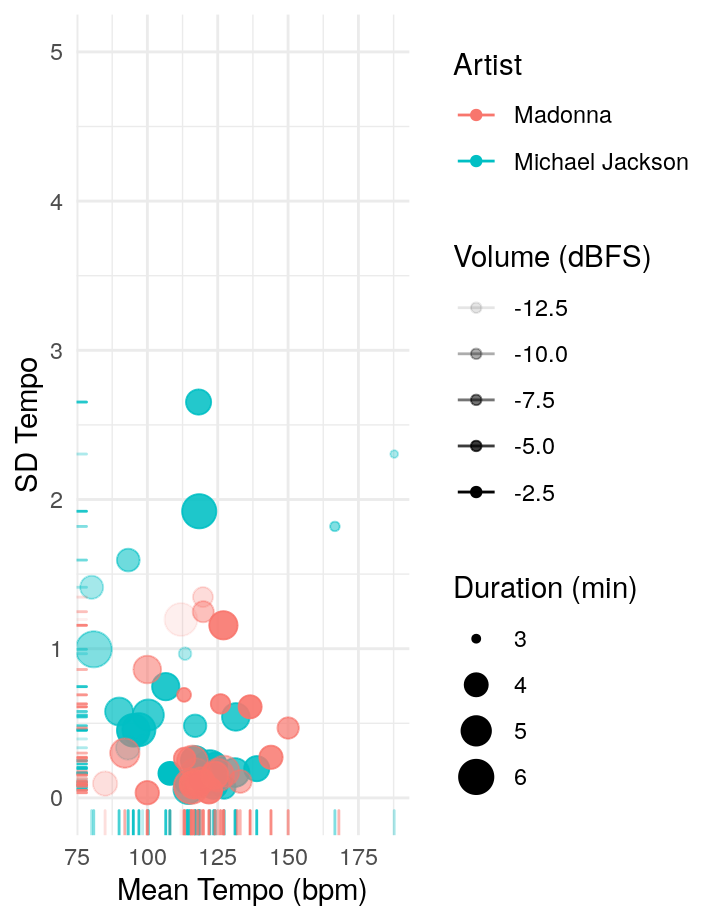 5
4
3
2
1
0
SD Tempo
75 100 125 150 175
Mean Tempo (bpm)
Artist
Madonna
Michael Jackson
Volume (dBFS)
-12.5
-10.0
-7.5
-5.0
-2.5
Duration (min)
3
4
5
6